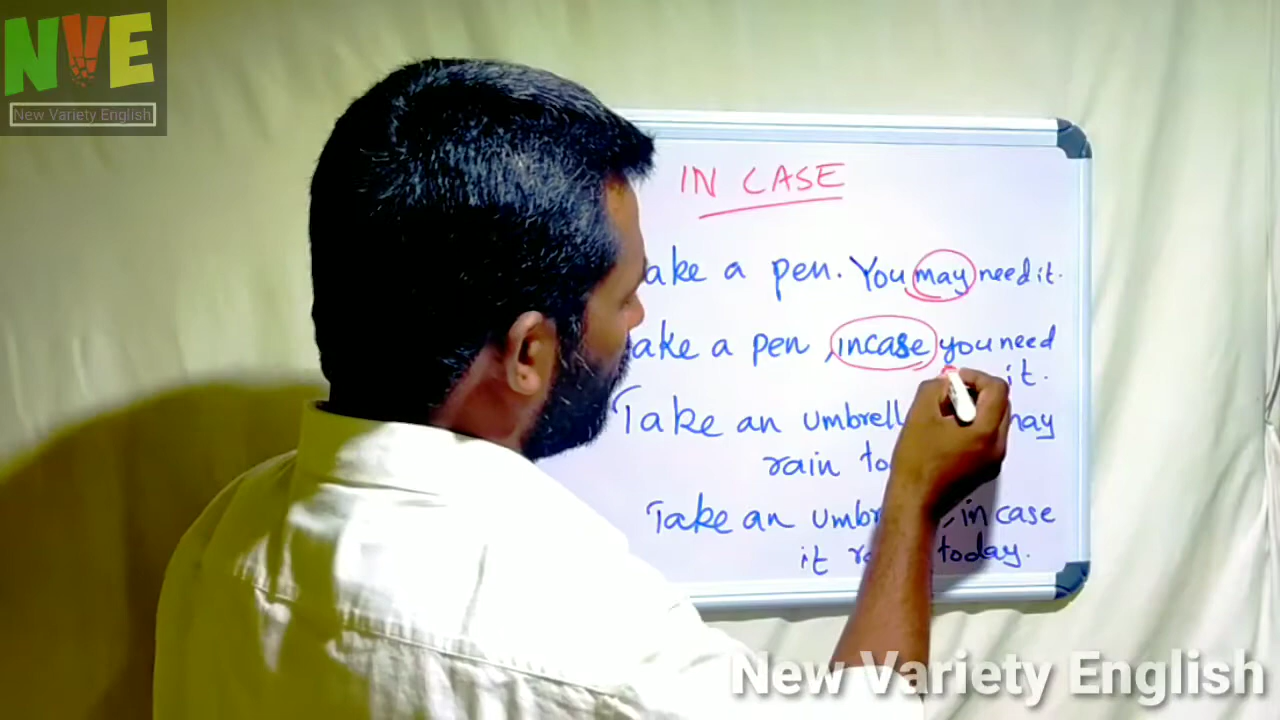 NVE
New Variety English
IN CASE
ake a pen. You may need it.
ake a pen, incase you need
it.
Take an umbrell may
rain to
Take an umbr, in case
it today.
New Variety English